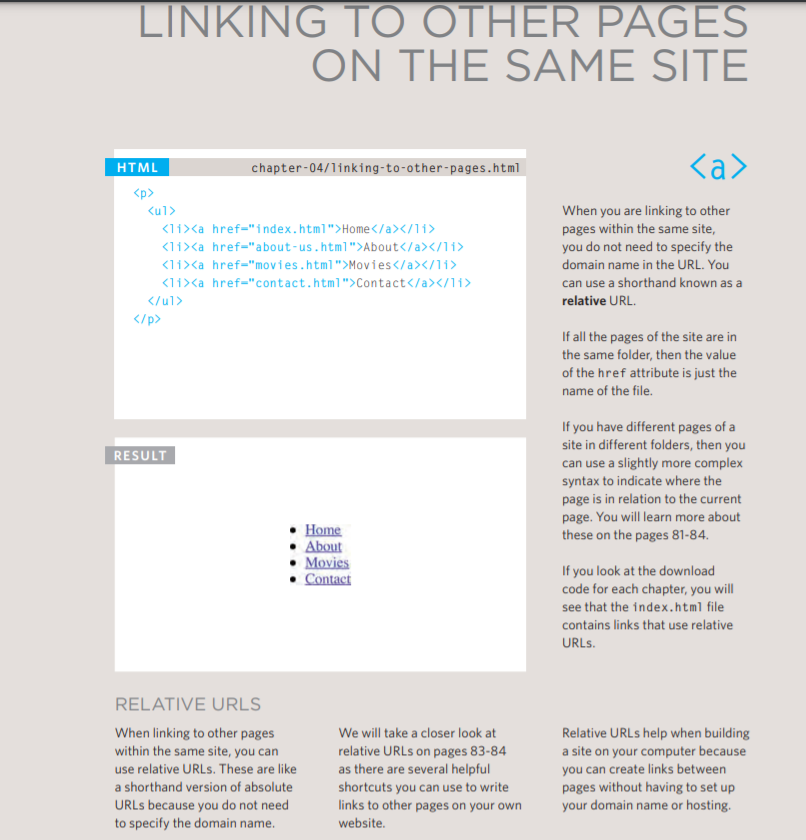 LINKING TO OTHER PAGES
ON THE SAME SITE
HTML
chapter-04/linking-to-other-pages.html
<p>
<ul>
<li><a href="index.html">Home</a></li>
<li><a href="about-us.html">About</a></li>
<li><a href="movies.html">Movies</a></li>
<li><a href="contact.html">Contact</a></li>
</ul>
</p>
RESULT
Home
About
Movies
Contact
<a>
When you are linking to other
pages within the same site,
you do not need to specify the
domain name in the URL. You
can use a shorthand known as a
relative URL.
If all the pages of the site are in
the same folder, then the value
of the href attribute is just the
name of the file.
If you have different pages of a
site in different folders, then you
can use a slightly more complex
syntax to indicate where the
page is in relation to the current
page. You will learn more about
these on the pages 81-84.
If you look at the download
code for each chapter, you will
see that the index.html file
contains links that use relative
URLs.
RELATIVE URLS
When linking to other pages
within the same site, you can
use relative URLs. These are like
a shorthand version of absolute
URLs because you do not need
to specify the domain name.
We will take a closer look at
relative URLs on pages 83-84
as there are several helpful
shortcuts you can use to write
links to other pages on your own
website.
Relative URLs help when building
a site on your computer because
you can create links between
pages without having to set up
your domain name or hosting.